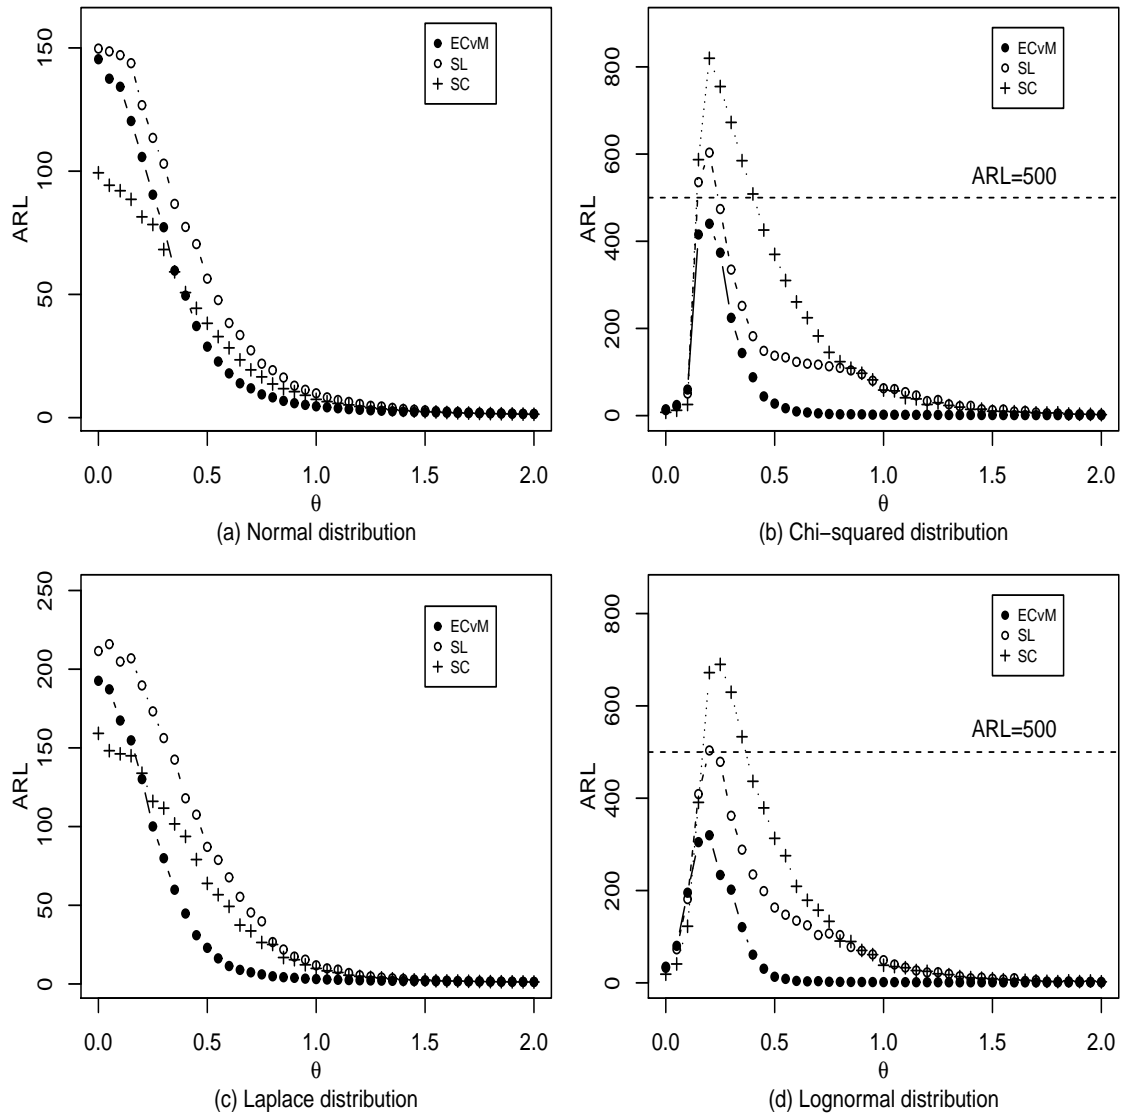 150
100
50
0
ARL
ECvM
SL
SC
0.0 0.5 1.0 1.5 2.0
θ
(a) Normal distribution
800
600
400
200
0
ARL
ECvM
SL
SC
ARL=500
0.0 0.5 1.0 1.5 2.0
θ
(b) Chi−squared distribution
250
200
150
100
50
0
ARL
ECvM
SL
SC
0.0 0.5 1.0 1.5 2.0
θ
(c) Laplace distribution
800
600
400
200
0
ARL
ECvM
SL
SC
ARL=500
0.0 0.5 1.0 1.5 2.0
θ
(d) Lognormal distribution